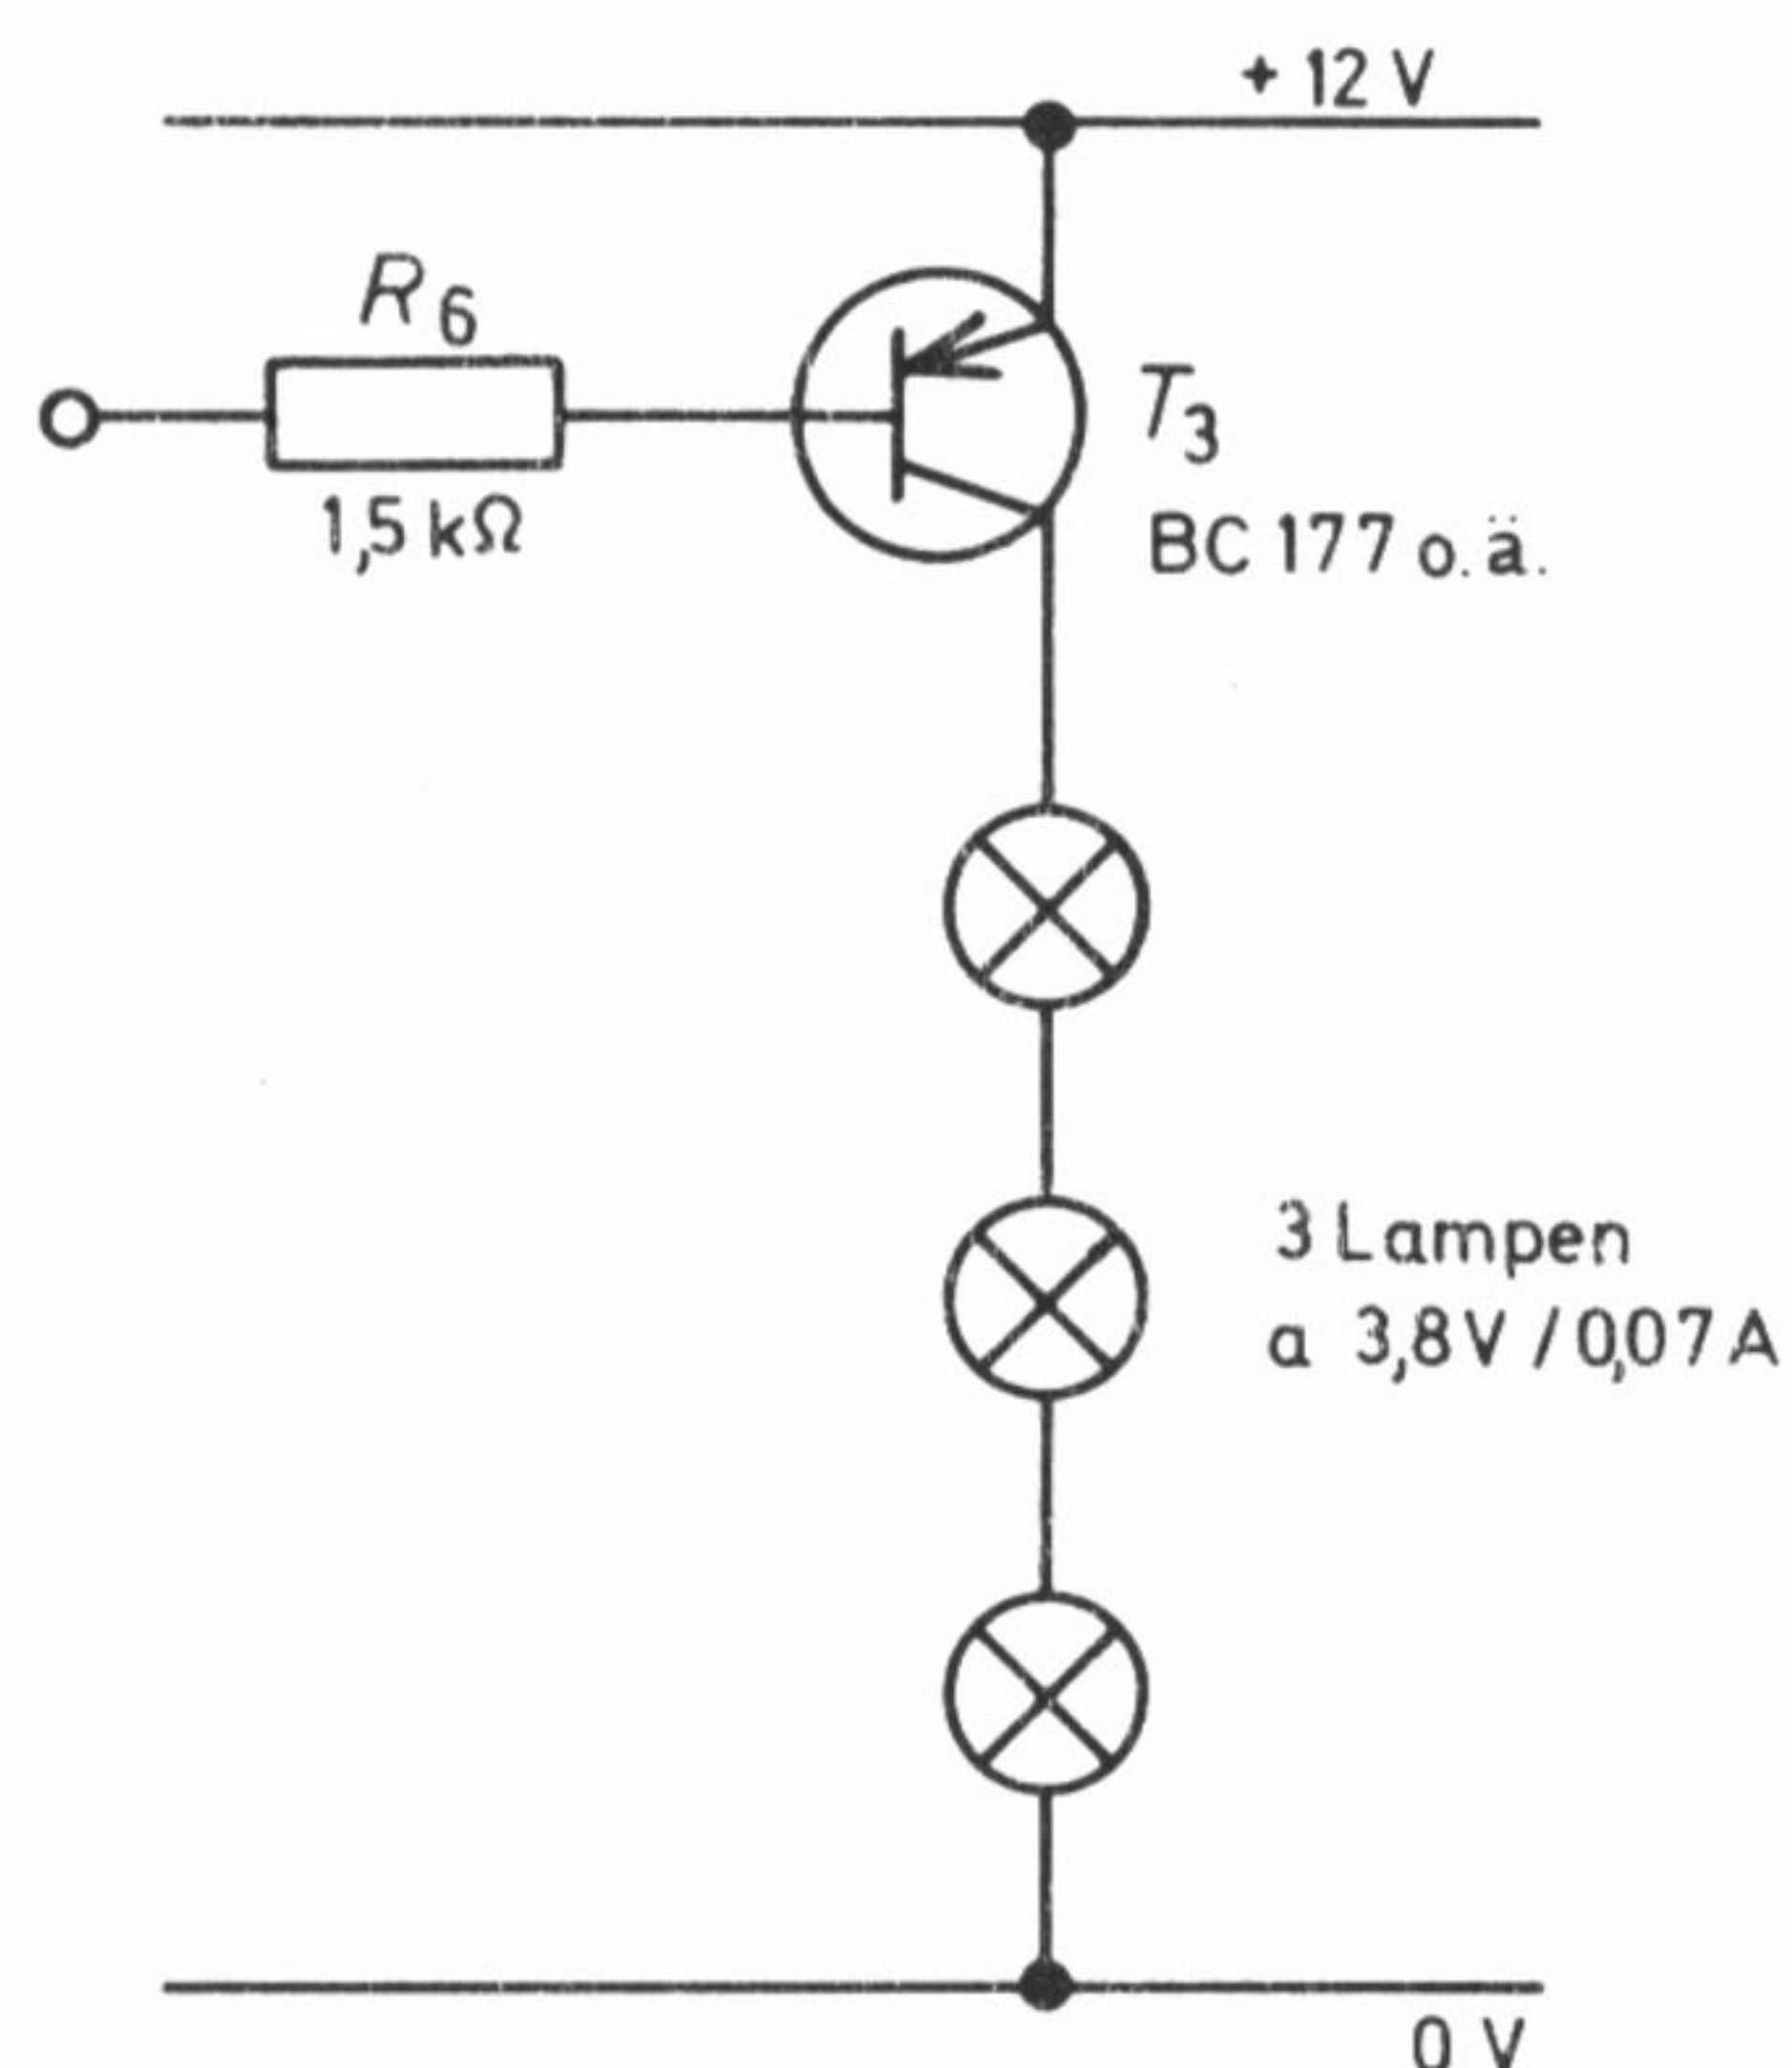 + 12 V
R6
1,5 kΩ
T3
BC 177 o. ä.
3 Lampen
a 3,8 V / 0,07 A
0 V